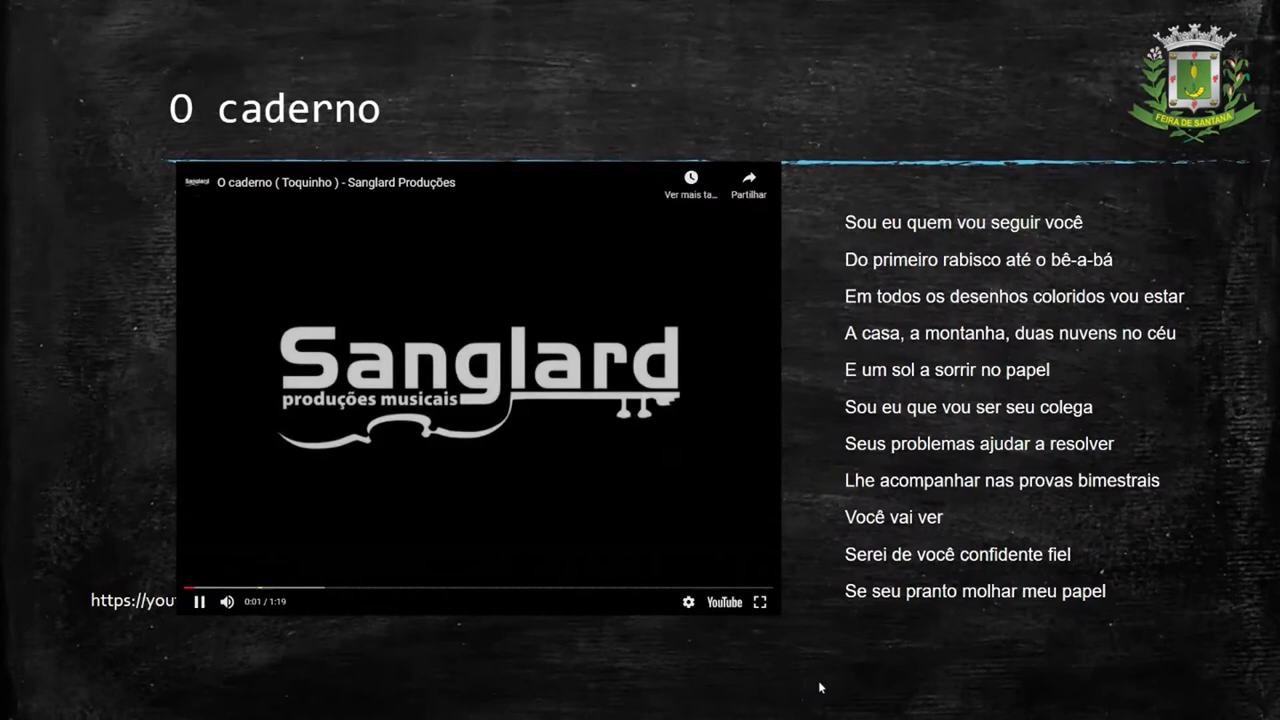 O caderno
FEIRA DE SANTANA
Sanglard
O caderno ( Toquinho ) - Sanglard Produções
Ver mais ta...
Partilhar
Sanglard
produções musicais
https://you
0:01 / 1:19
YouTube
Sou eu quem vou seguir você
Do primeiro rabisco até o bê-a-bá
Em todos os desenhos coloridos vou estar
A casa, a montanha, duas nuvens no céu
E um sol a sorrir no papel
Sou eu que vou ser seu colega
Seus problemas ajudar a resolver
Lhe acompanhar nas provas bimestrais
Você vai ver
Serei de você confidente fiel
Se seu pranto molhar meu papel